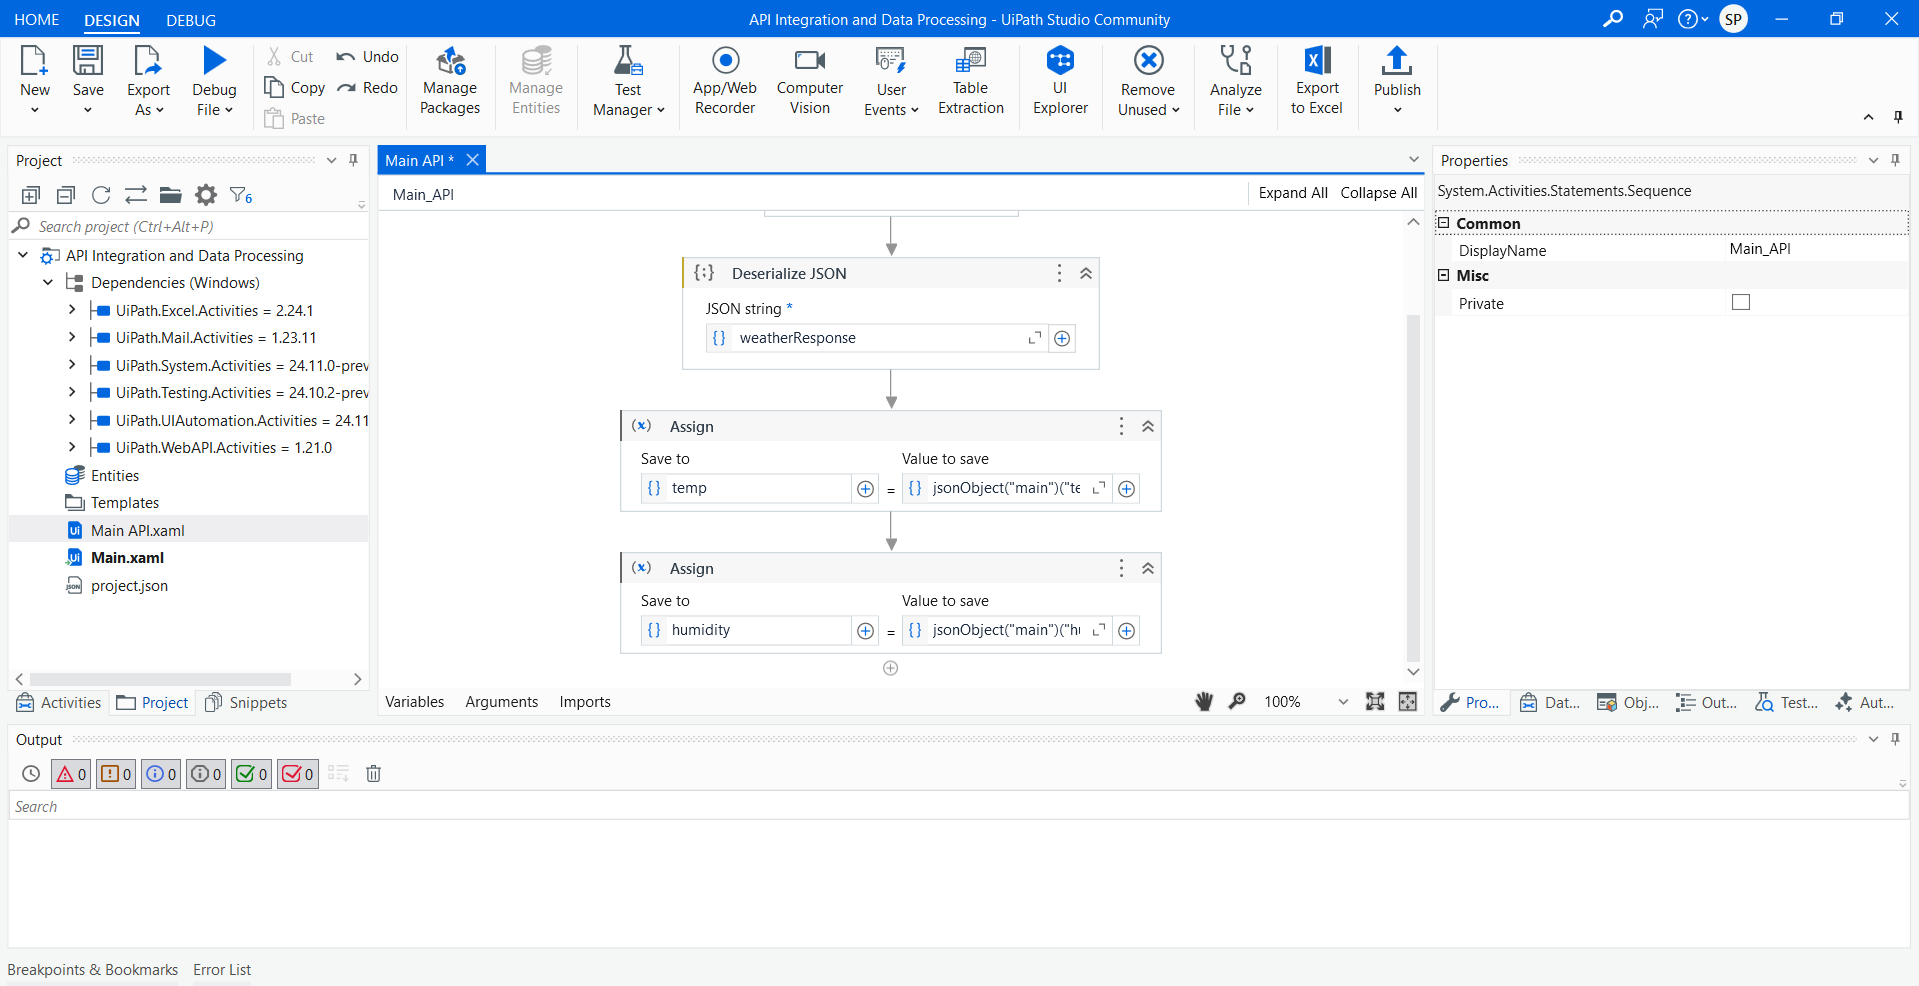 HOME DESIGN DEBUG API Integration and Data Processing - UiPath Studio Community SP
New Save Export As Debug File
Cut Undo
Copy Redo
Paste
Manage Packages
Manage Entities
Test Manager
App/Web Recorder
Computer Vision
User Events
Table Extraction
UI Explorer
Remove Unused
Analyze File
Export to Excel
Publish
Project
6
Search project (Ctrl+Alt+P)
API Integration and Data Processing
Dependencies (Windows)
UiPath.Excel.Activities = 2.24.1
UiPath.Mail.Activities = 1.23.11
UiPath.System.Activities = 24.11.0-prev
UiPath.Testing.Activities = 24.10.2-prev
UiPath.UIAutomation.Activities = 24.11
UiPath.WebAPI.Activities = 1.21.0
Entities
Templates
Main API.xaml
Main.xaml
project.json
Activities Project Snippets
Main API *
Main_API Expand All Collapse All
Deserialize JSON
JSON string *
weatherResponse
Assign
Save to Value to save
temp = jsonObject("main")("te
Assign
Save to Value to save
humidity = jsonObject("main")("hu
Variables Arguments Imports 100%
Properties
System.Activities.Statements.Sequence
Common
DisplayName Main_API
Misc
Private
Pro... Dat... Obj... Out... Test... Aut...
Output
0 0 0 0 0 0
Search
Breakpoints & Bookmarks Error List